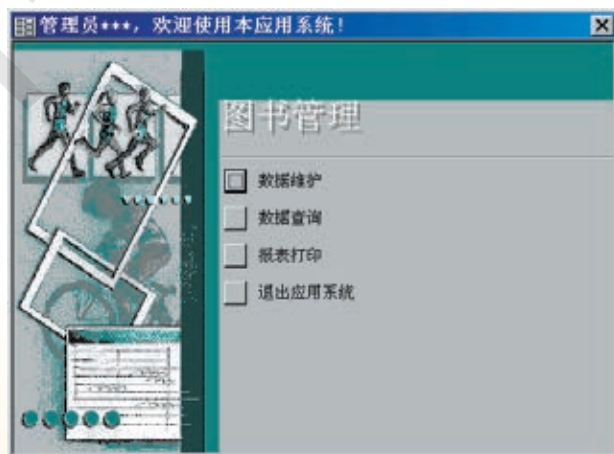 管理员***，欢迎使用本应用系统！
图书管理
数据维护
数据查询
报表打印
退出应用系统